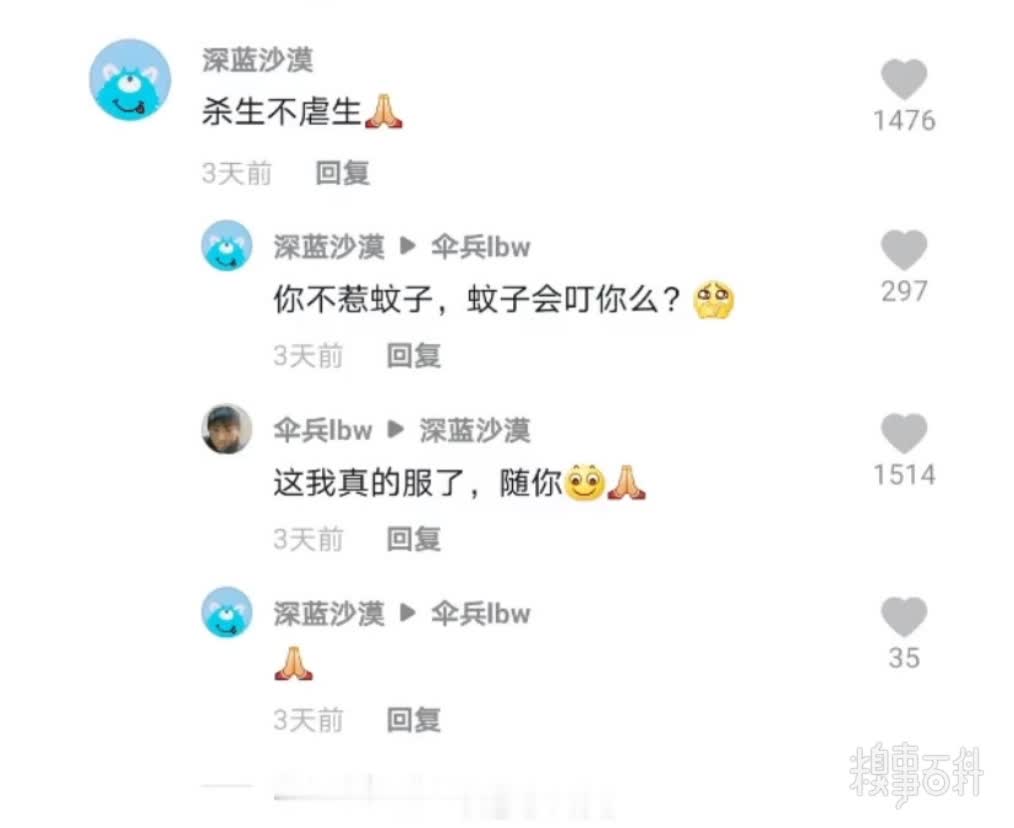 深蓝沙漠
杀生不虐生🙏
1476
3天前 回复
深蓝沙漠 ▶ 伞兵lbw
你不惹蚊子，蚊子会叮你么？
297
3天前 回复
伞兵lbw ▶ 深蓝沙漠
这我真的服了，随你🙏
1514
3天前 回复
深蓝沙漠 ▶ 伞兵lbw
🙏
35
3天前 回复
糗事百科